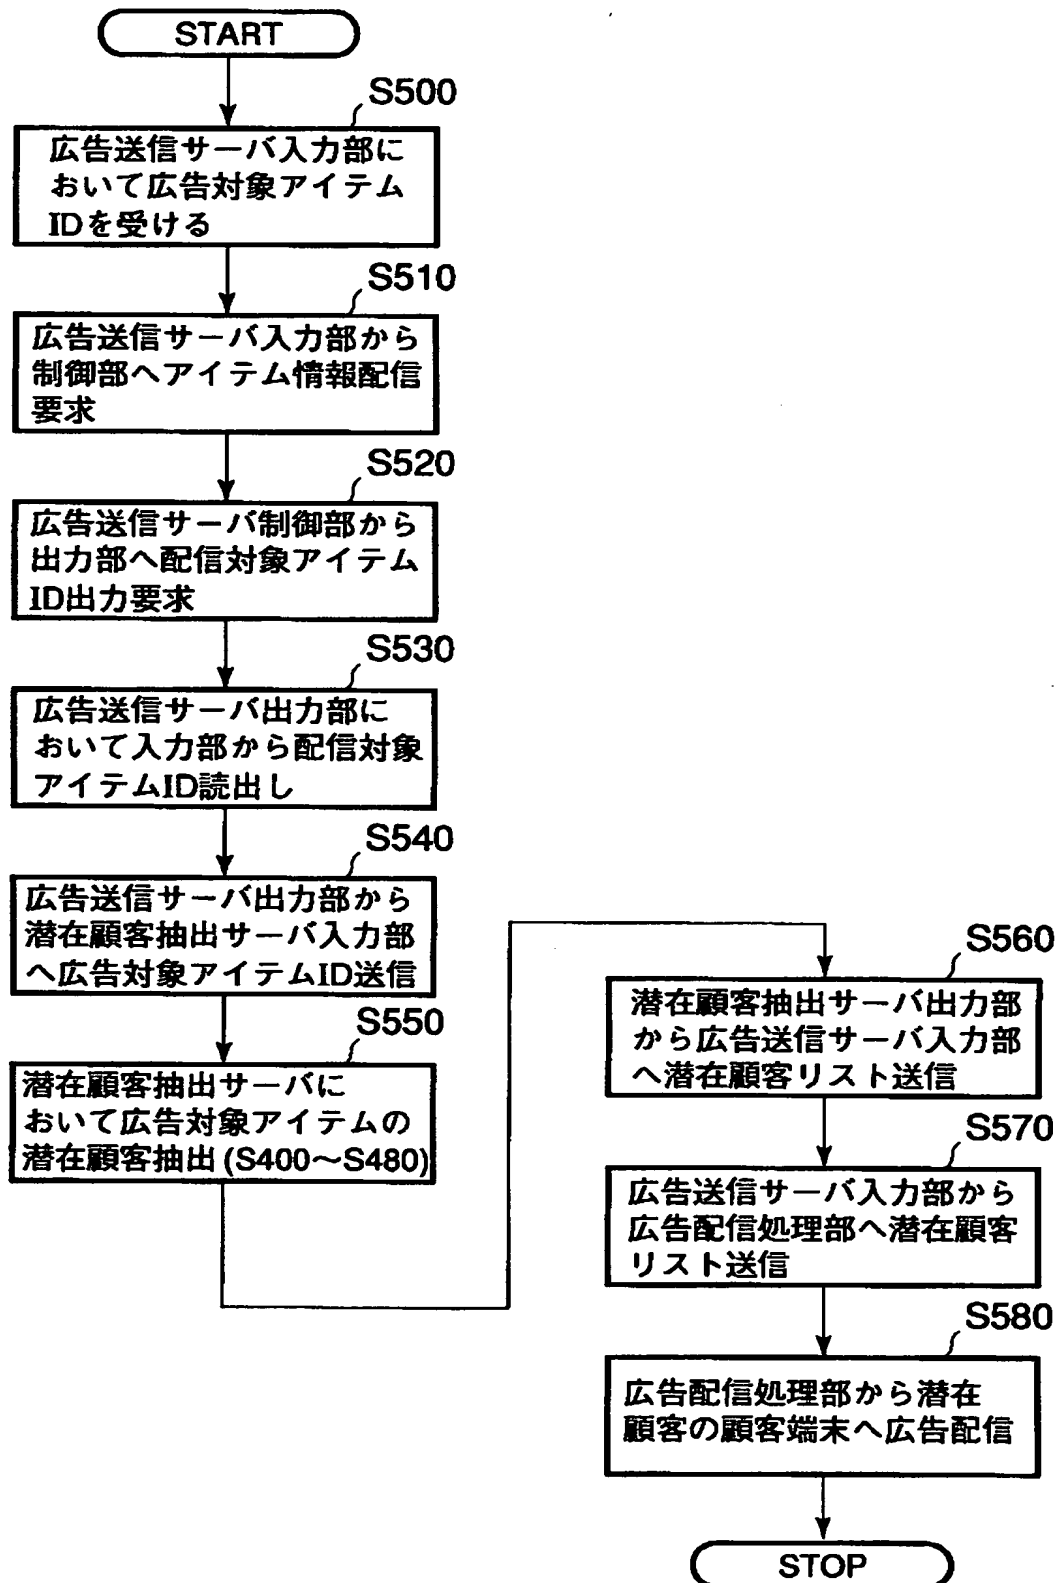 START
S500
広告送信サーバ入力部に
おいて広告対象アイテム
IDを受ける
S510
広告送信サーバ入力部から
制御部へアイテム情報配信
要求
S520
広告送信サーバ制御部から
出力部へ配信対象アイテム
ID出力要求
S530
広告送信サーバ出力部に
おいて入力部から配信対象
アイテムID読出し
S540
広告送信サーバ出力部から
潜在顧客抽出サーバ入力部
へ広告対象アイテムID送信
S550
潜在顧客抽出サーバに
おいて広告対象アイテムの
潜在顧客抽出(S400〜S480)
S560
潜在顧客抽出サーバ出力部
から広告送信サーバ入力部
へ潜在顧客リスト送信
S570
広告送信サーバ入力部から
広告配信処理部へ潜在顧客
リスト送信
S580
広告配信処理部から潜在
顧客の顧客端末へ広告配信
STOP